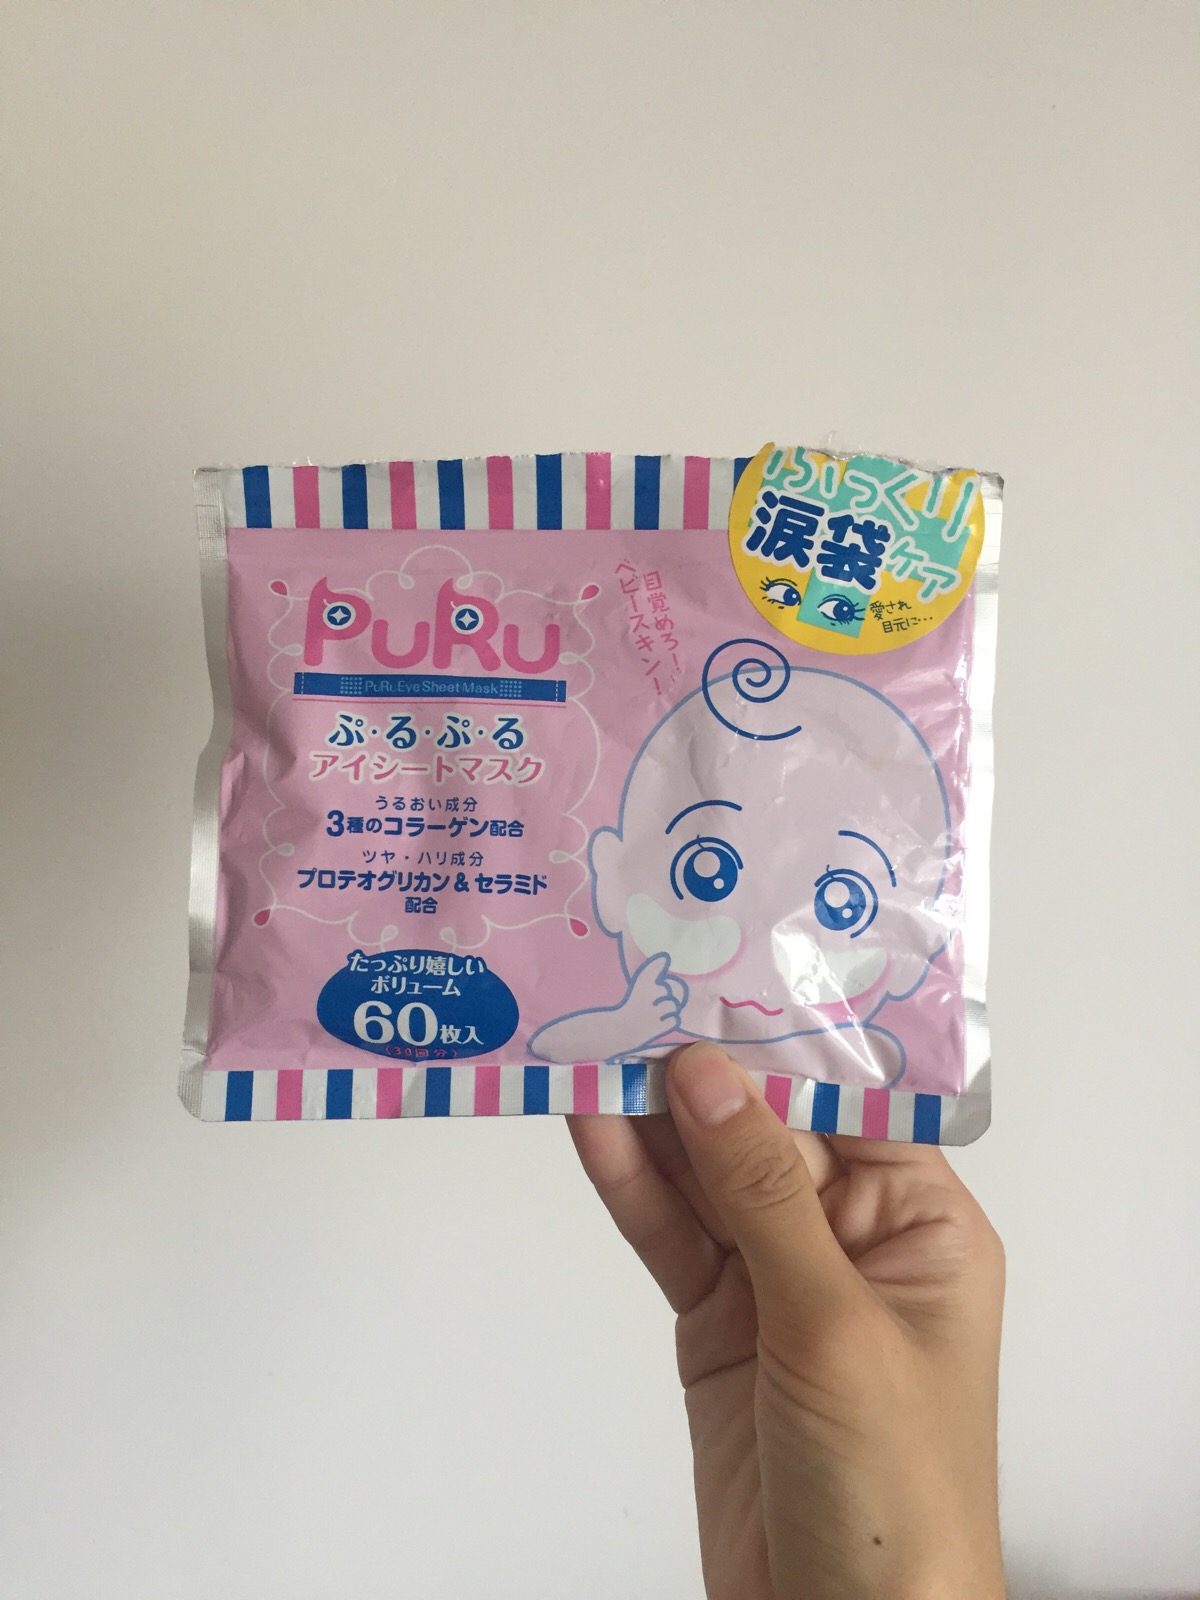 ふっくり
涙袋ケア
愛され
目元に…
目覚めろ！
ベビースキン！
PuRu
PuRu Eye Sheet Mask
ぷ・る・ぷ・る
アイシートマスク
うるおい成分
3種のコラーゲン配合
ツヤ・ハリ成分
プロテオグリカン＆セラミド
配合
たっぷり嬉しい
ボリューム
60枚入
(30回分)